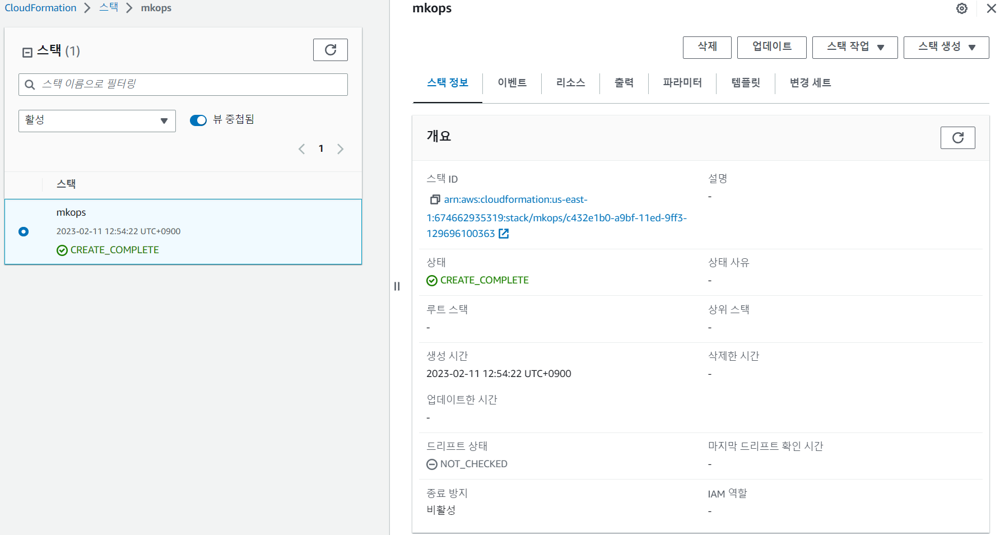 CloudFormation > 스택 > mkops
스택 (1)
스택 이름으로 필터링
활성
뷰 중첩됨
1
스택
mkops
2023-02-11 12:54:22 UTC+0900
CREATE_COMPLETE
mkops
삭제
업데이트
스택 작업
스택 생성
스택 정보
이벤트
리소스
출력
파라미터
템플릿
변경 세트
개요
스택 ID
arn:aws:cloudformation:us-east-
1:674662935319:stack/mkops/c432e1b0-a9bf-11ed-9ff3-
129696100363
설명
-
상태
CREATE_COMPLETE
상태 사유
-
루트 스택
-
상위 스택
-
생성 시간
2023-02-11 12:54:22 UTC+0900
삭제한 시간
-
업데이트한 시간
-
드리프트 상태
NOT_CHECKED
마지막 드리프트 확인 시간
-
종료 방지
비활성
IAM 역할
-